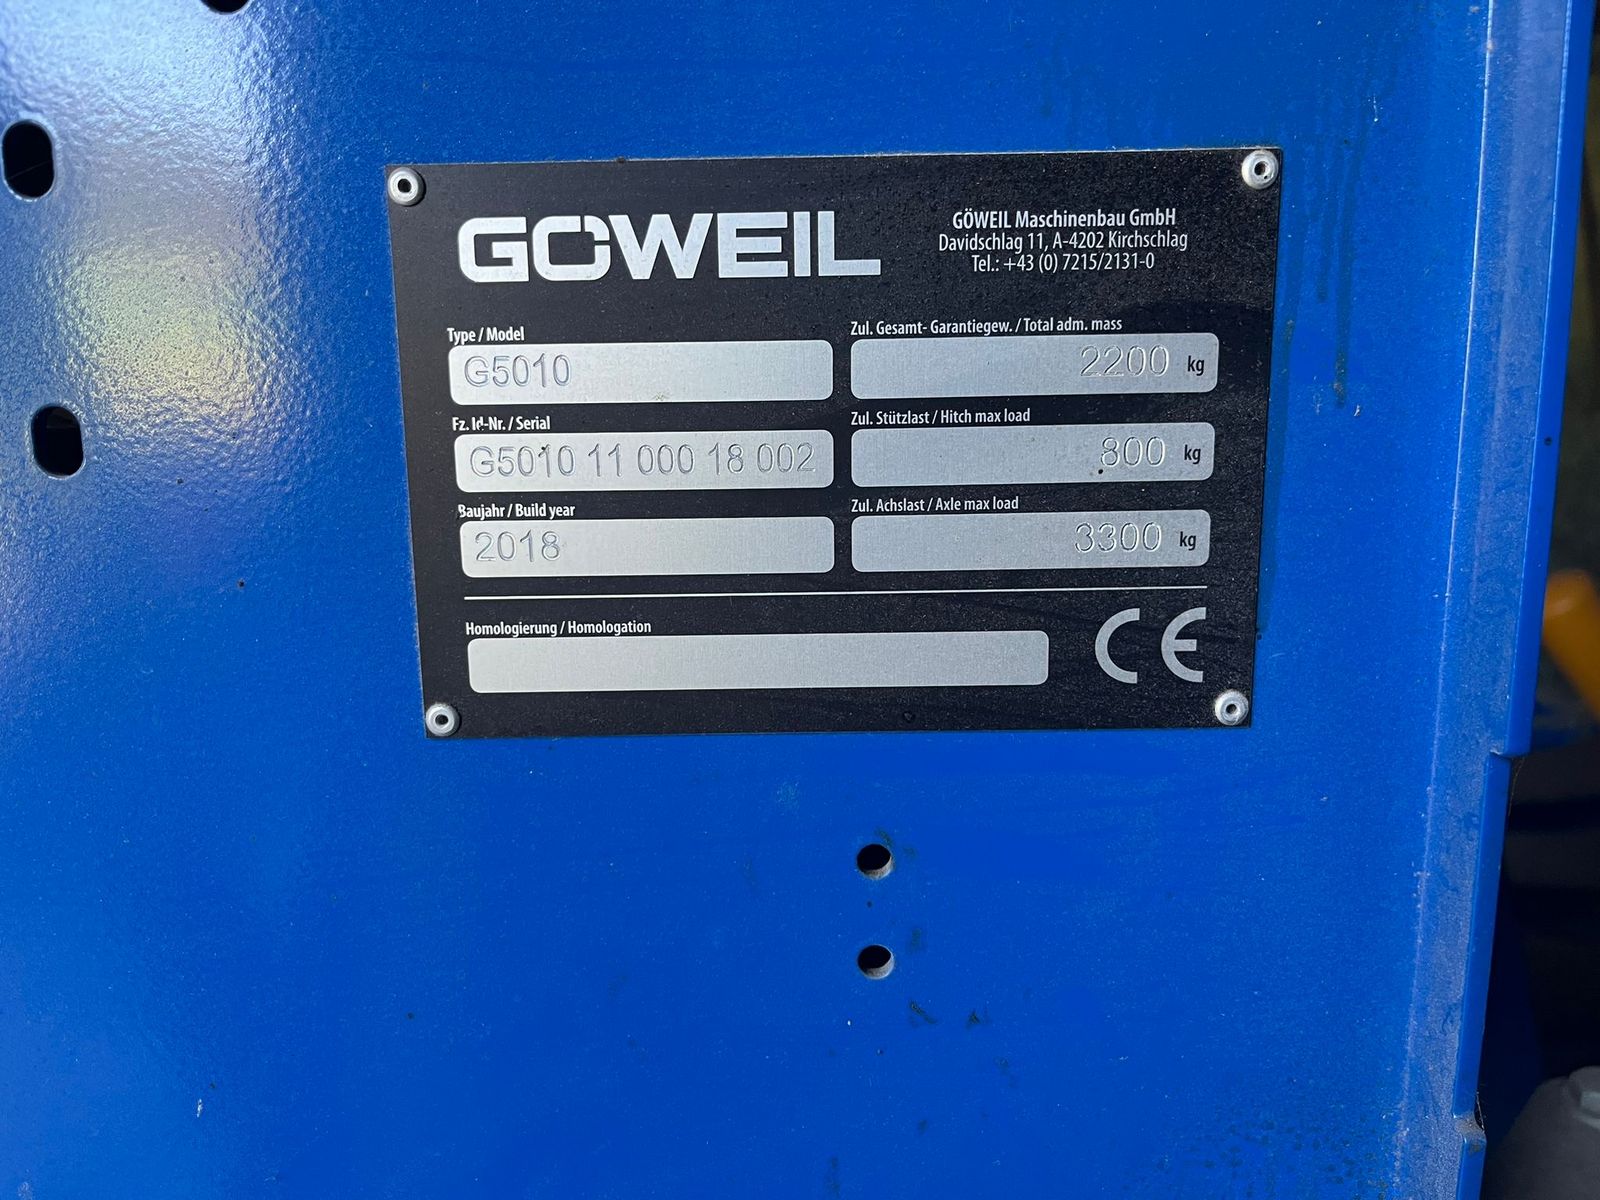 GÖWEIL
GÖWEIL Maschinenbau GmbH
Davidschlag 11, A-4202 Kirchschlag
Tel.: +43 (0) 7215/2131-0
Type / Model
G5010
Zul. Gesamt- Garantiegew. / Total adm. mass
2200 kg
Fz. Id-Nr. / Serial
G5010 11 000 18 002
Zul. Stützlast / Hitch max load
800 kg
Baujahr / Build year
2018
Zul. Achslast / Axle max load
3300 kg
Homologierung / Homologation
CE